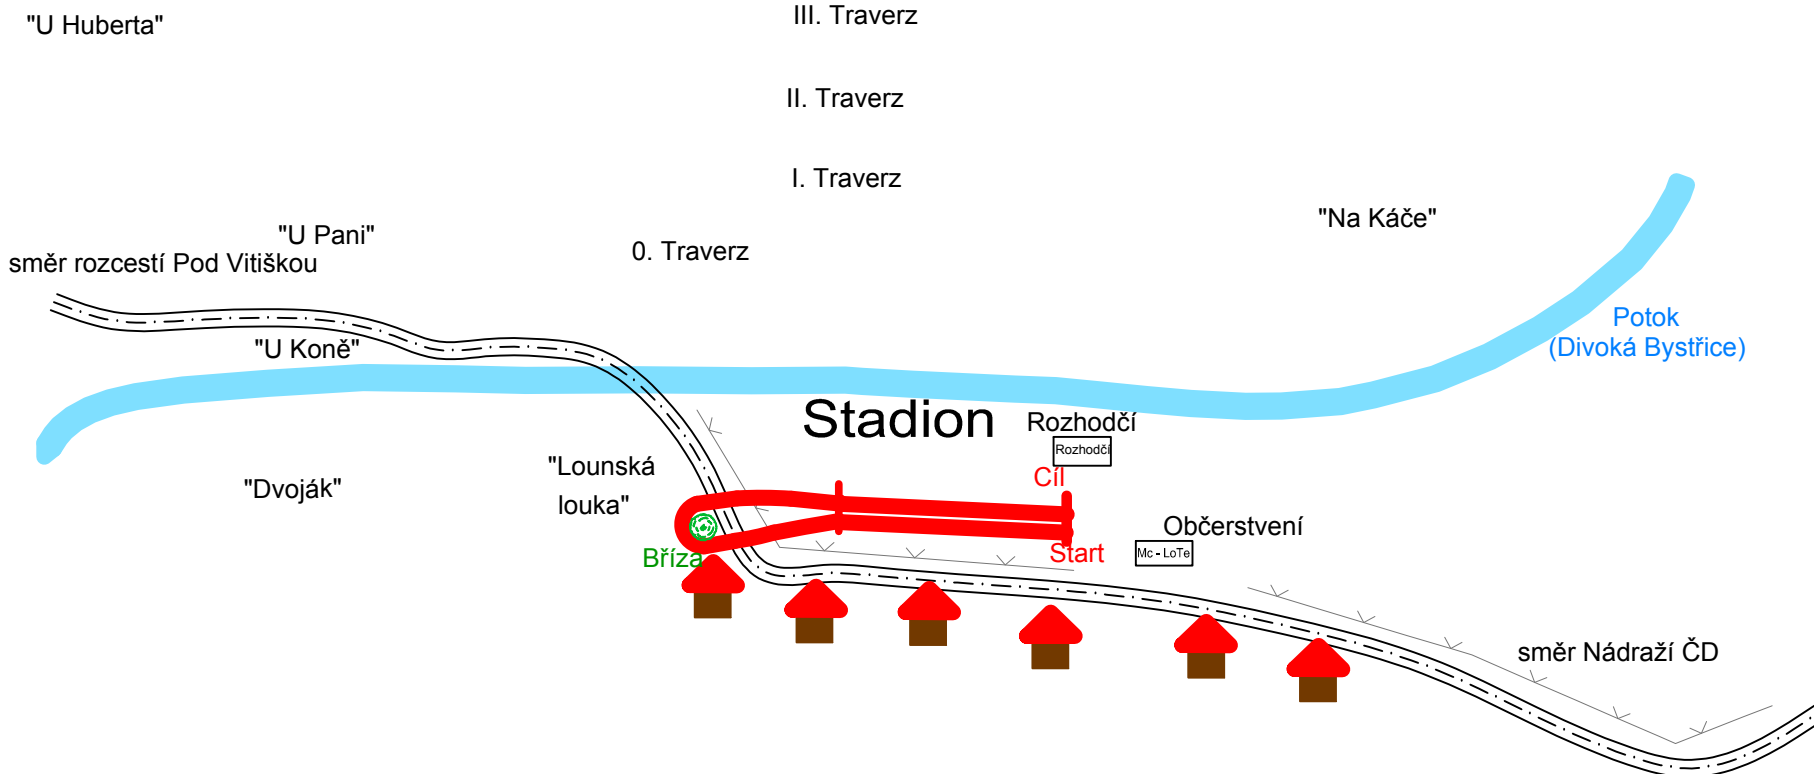 III. Traverz
"U Huberta"
II. Traverz
I. Traverz
"Na Káče"
"U Pani"
0. Traverz
směr rozcestí Pod Vitiškou
Potok
(Divoká Bystřice)
"U Koně"
Stadion
Rozhodčí
Rozhodčí
"Lounská
louka"
Cíl
"Dvoják"
Občerstvení
Mc - LoTe
Start
Bříza
směr Nádraží ČD